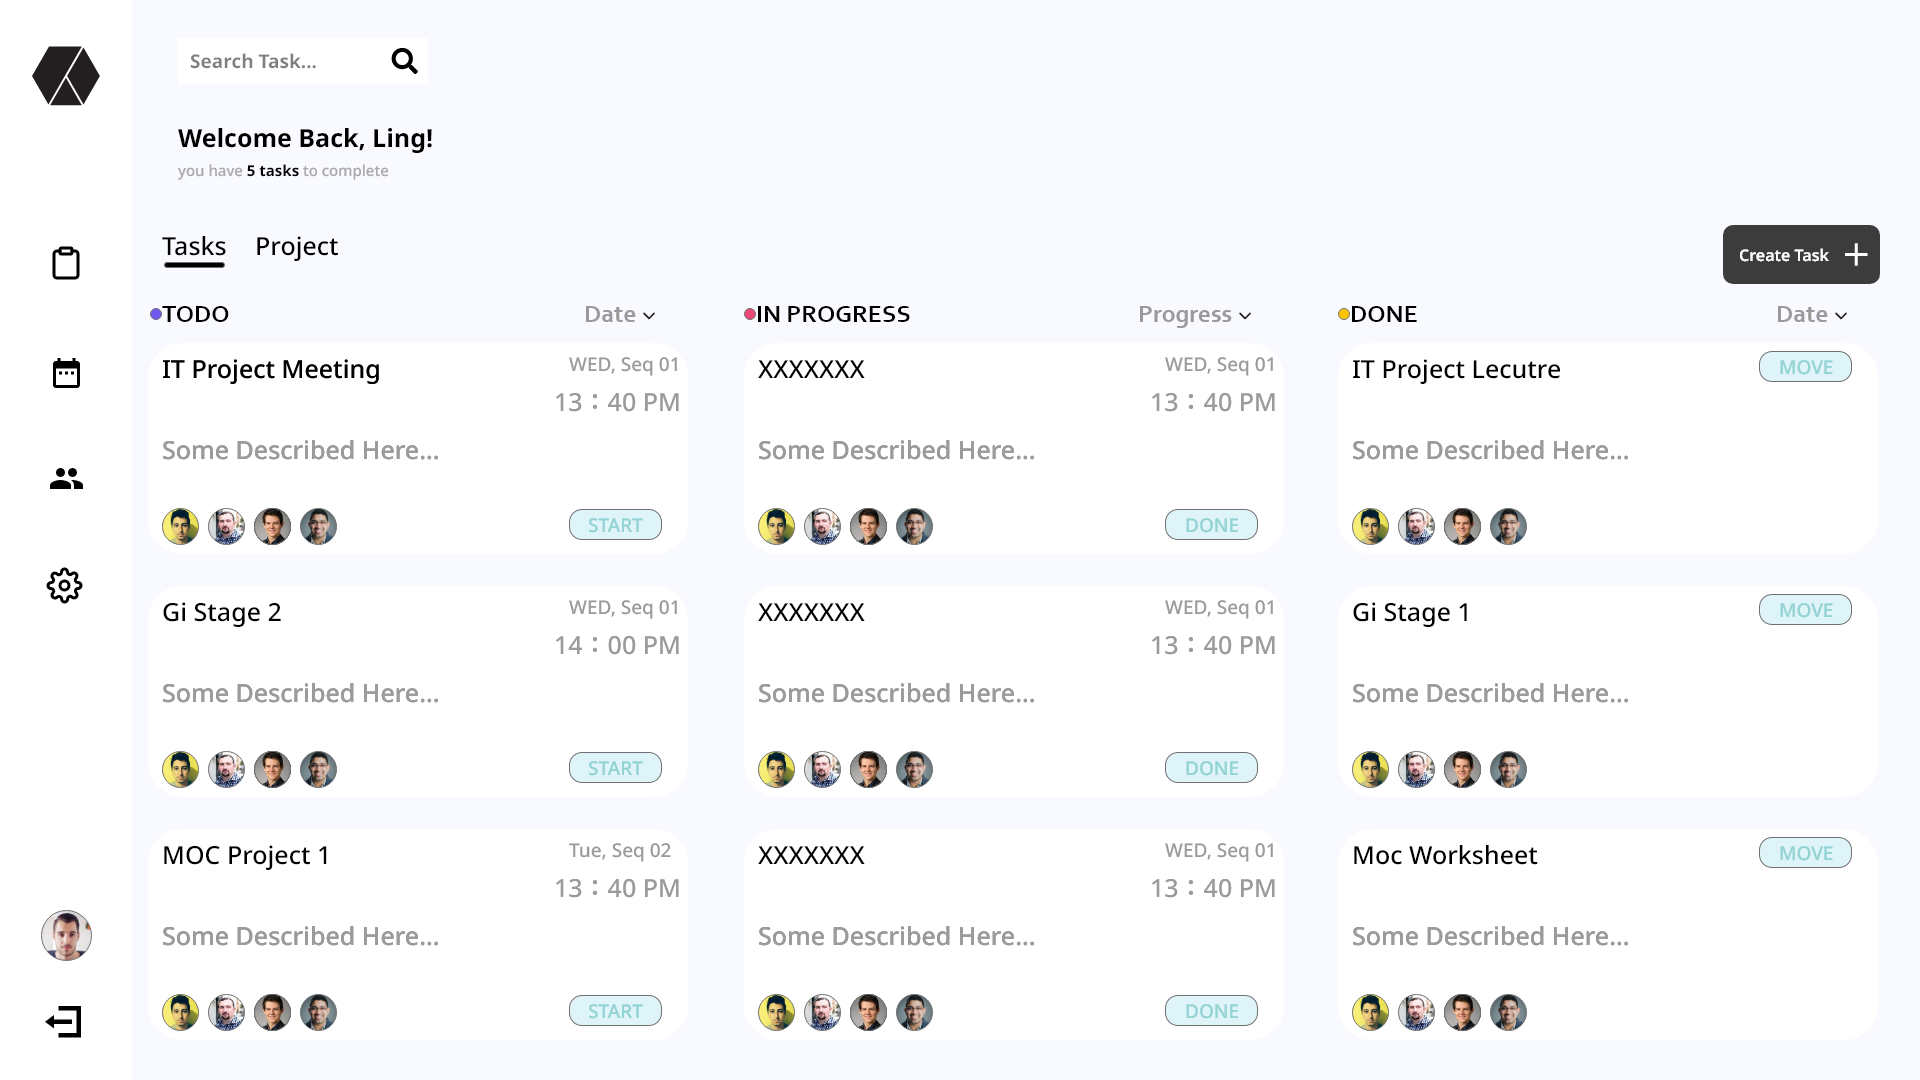 Search Task...
Welcome Back, Ling!
you have 5 tasks to complete
Tasks Project
Create Task
TODO Date
IN PROGRESS Progress
DONE Date
IT Project Meeting
WED, Seq 01
13 : 40 PM
Some Described Here...
START
XXXXXXX
WED, Seq 01
13 : 40 PM
Some Described Here...
DONE
IT Project Lecutre
MOVE
Some Described Here...
Gi Stage 2
WED, Seq 01
14 : 00 PM
Some Described Here...
START
XXXXXXX
WED, Seq 01
13 : 40 PM
Some Described Here...
DONE
Gi Stage 1
MOVE
Some Described Here...
MOC Project 1
Tue, Seq 02
13 : 40 PM
Some Described Here...
START
XXXXXXX
WED, Seq 01
13 : 40 PM
Some Described Here...
DONE
Moc Worksheet
MOVE
Some Described Here...